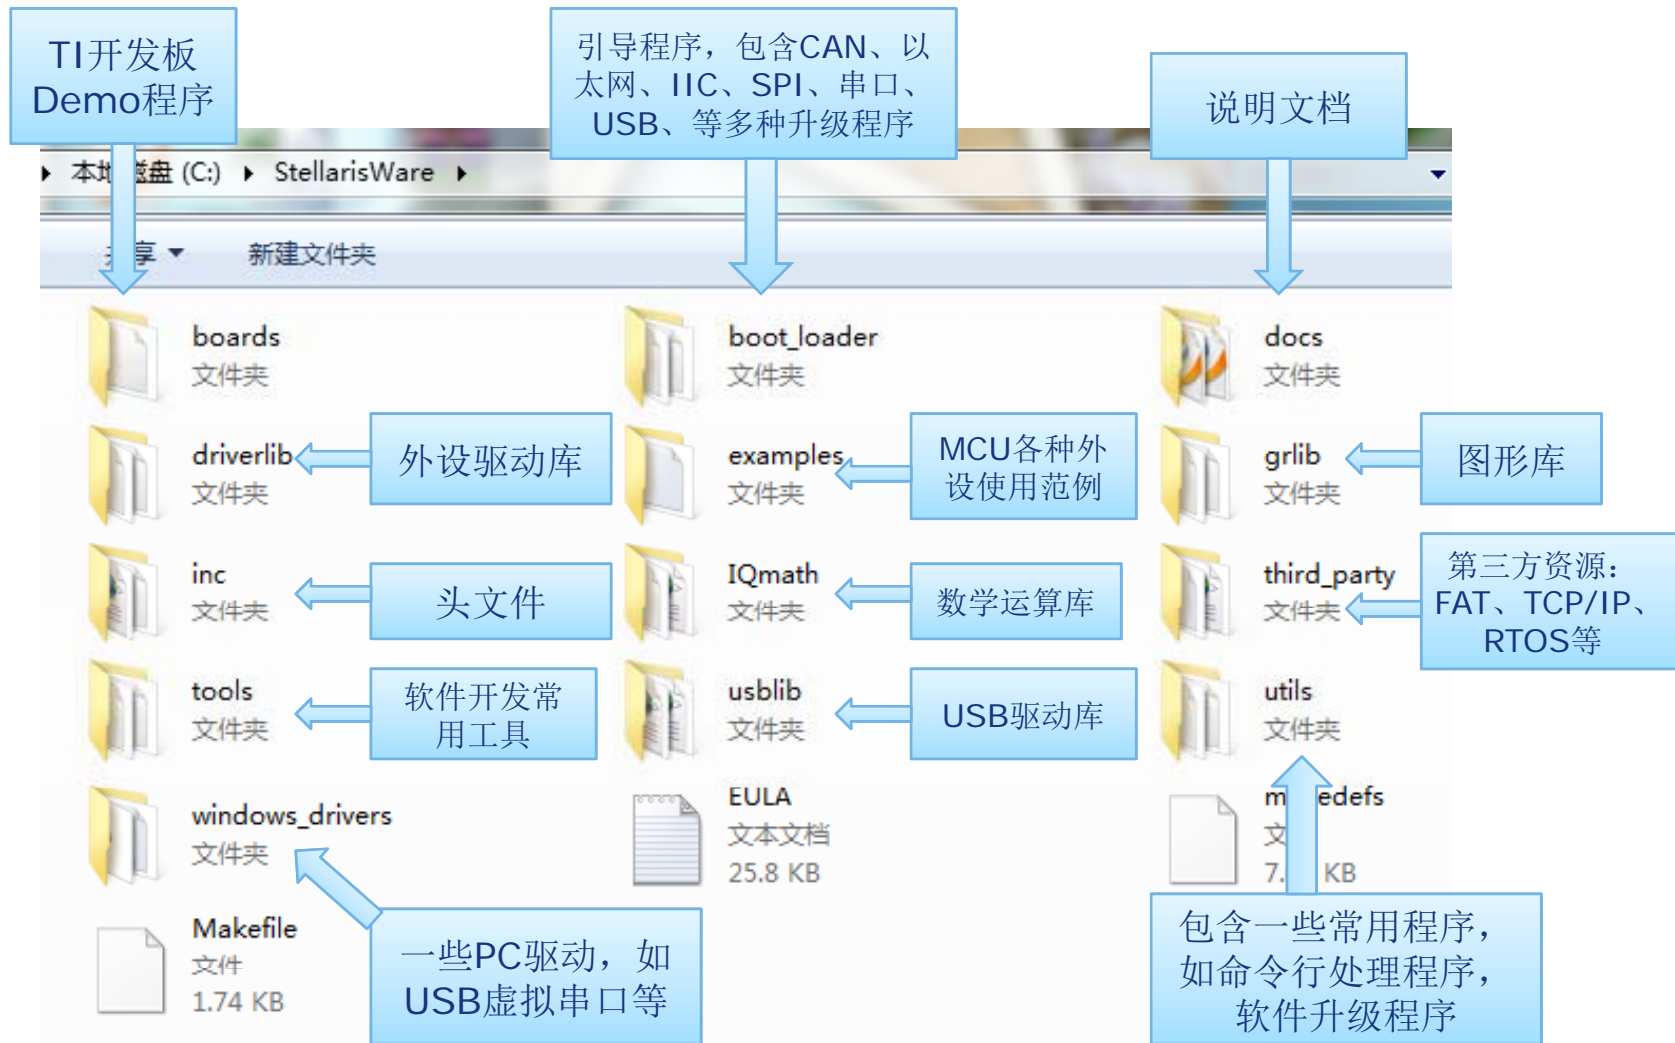 TI开发板
Demo程序
引导程序，包含CAN、以
太网、IIC、SPI、串口、
USB、等多种升级程序
说明文档
本地磁盘 (C:) ▸ StellarisWare ▸
享 新建文件夹
boards
文件夹
boot_loader
文件夹
docs
文件夹
driverlib
文件夹
外设驱动库
examples
文件夹
MCU各种外
设使用范例
grlib
文件夹
图形库
inc
文件夹
头文件
IQmath
文件夹
数学运算库
third_party
文件夹
第三方资源：
FAT、TCP/IP、
RTOS等
tools
文件夹
软件开发常
用工具
usblib
文件夹
USB驱动库
utils
文件夹
windows_drivers
文件夹
EULA
文本文档
25.8 KB
edefs
KB
Makefile
文件
1.74 KB
一些PC驱动，如
USB虚拟串口等
包含一些常用程序，
如命令行处理程序，
软件升级程序